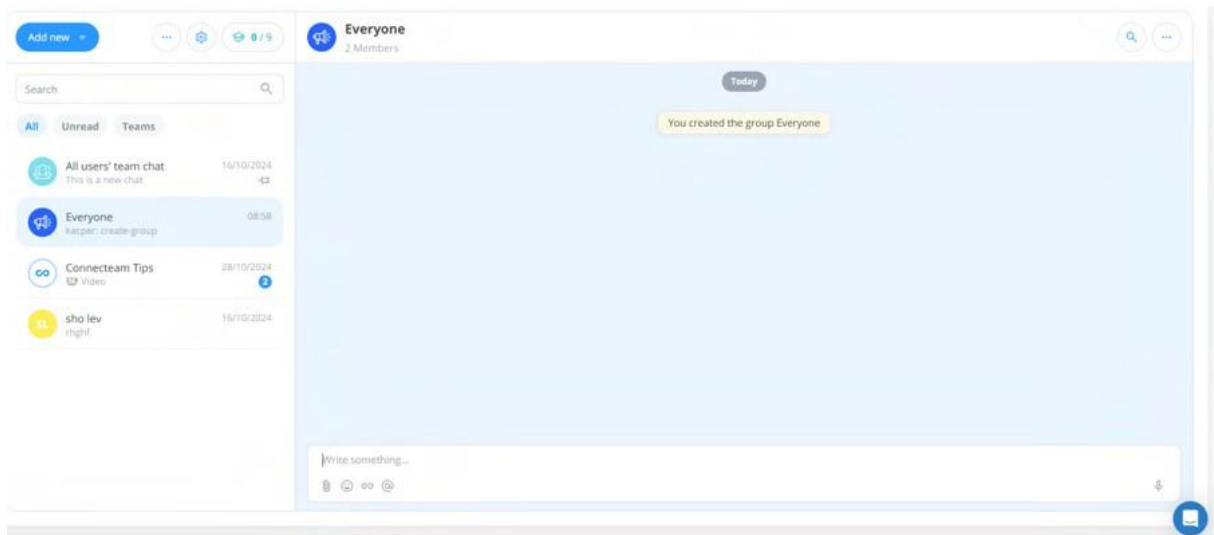 Add new
0 / 9
Search
All Unread Teams
All users' team chat 16/10/2024
This is a new chat
Everyone 08:58
katper: create-group
Connecteam Tips 28/10/2024
Video 2
sho lev 16/10/2024
SL
rhghf
Everyone
2 Members
Today
You created the group Everyone
Write something...